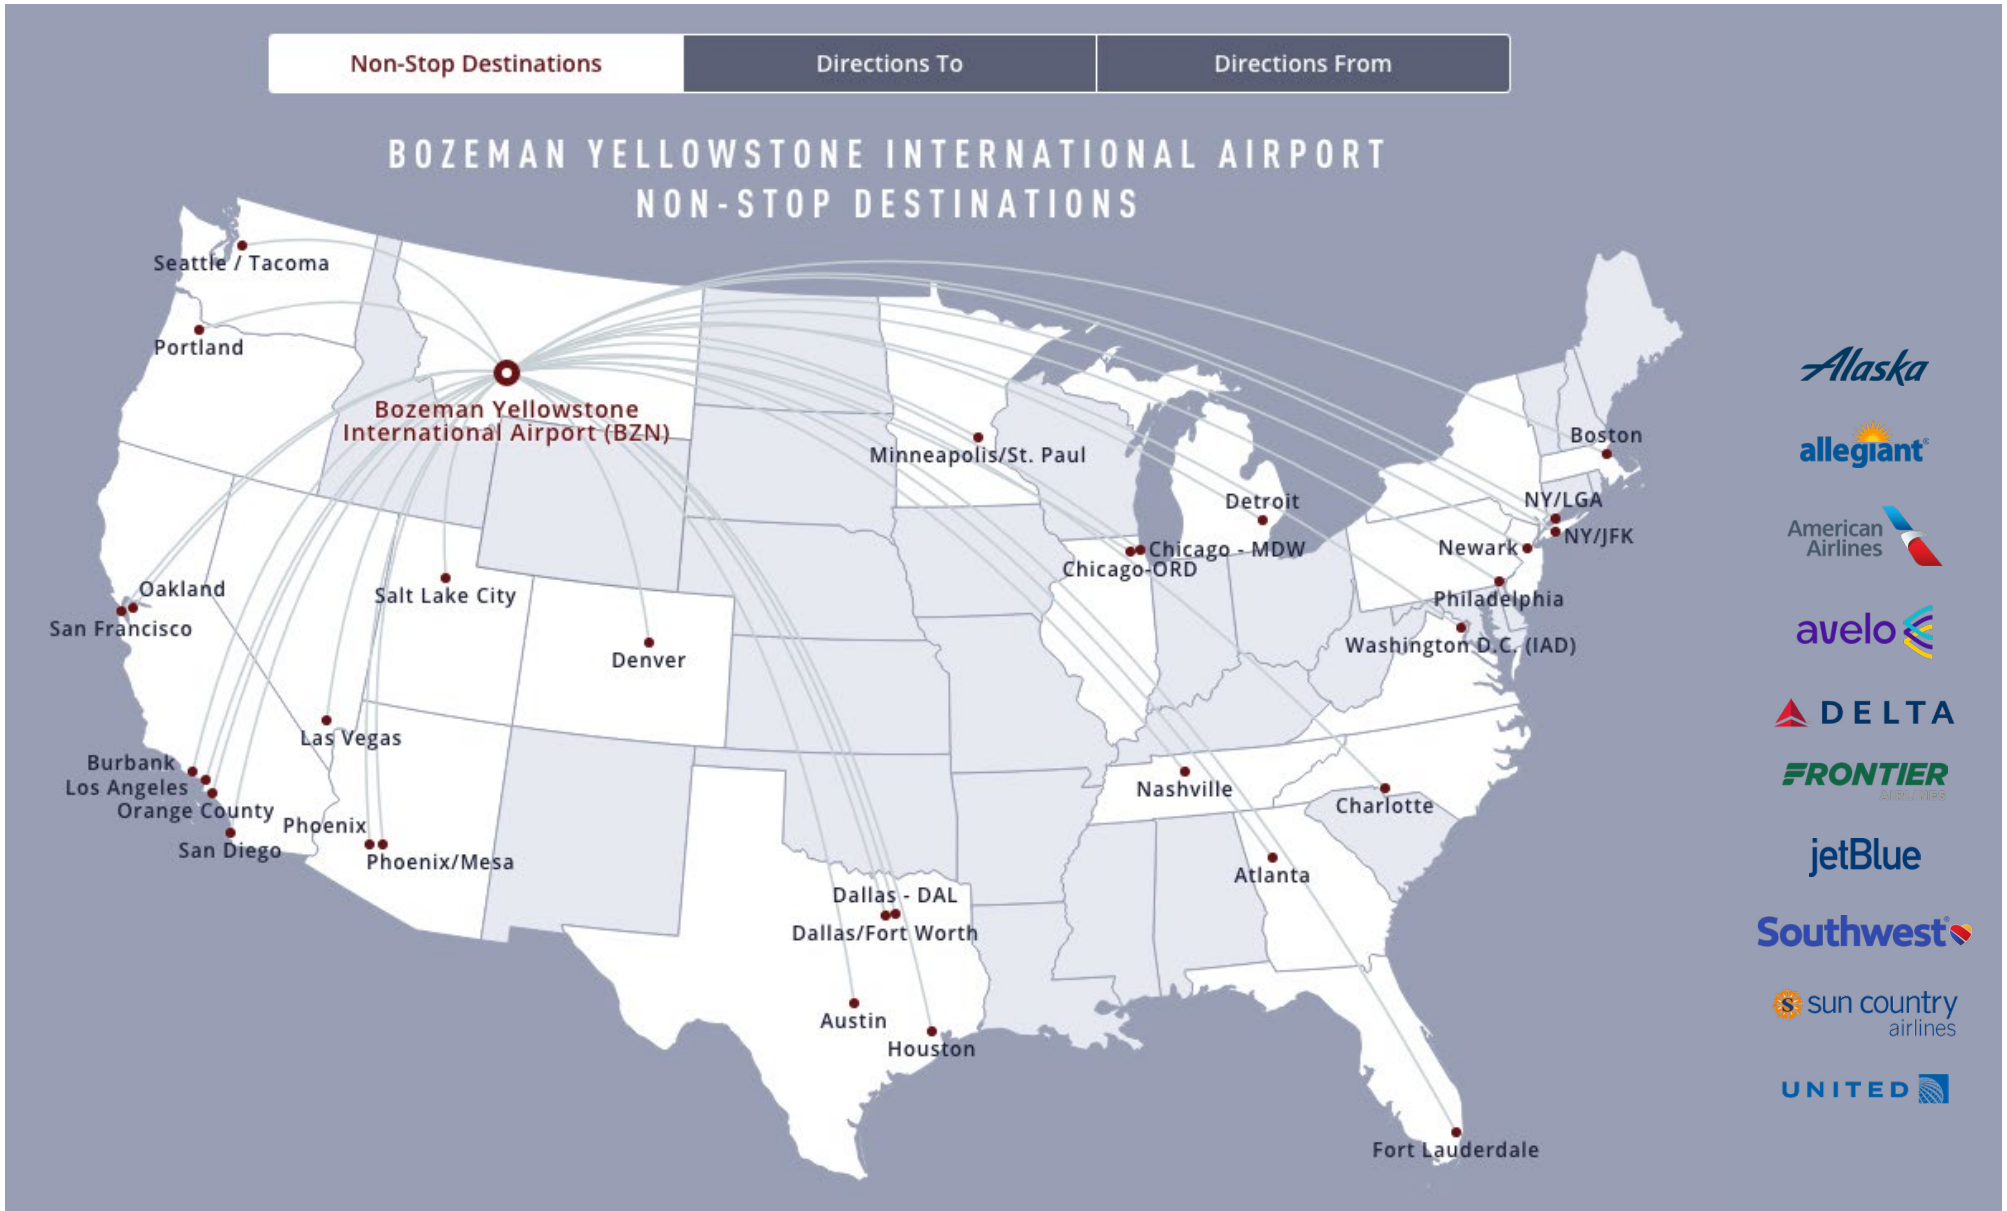 Non-Stop Destinations
Directions To
Directions From
BOZEMAN YELLOWSTONE INTERNATIONAL AIRPORT
NON-STOP DESTINATIONS
Seattle / Tacoma
Portland
Bozeman Yellowstone
International Airport (BZN)
Minneapolis/St. Paul
Boston
Detroit
NY/LGA
NY/JFK
Newark
Chicago - MDW
Chicago-ORD
Oakland
Salt Lake City
Philadelphia
San Francisco
Washington D.C. (IAD)
Denver
Las Vegas
Burbank
Los Angeles
Orange County
Nashville
Charlotte
Phoenix
San Diego
Phoenix/Mesa
Atlanta
Dallas - DAL
Dallas/Fort Worth
Austin
Houston
Fort Lauderdale
Alaska
allegiant®
American
Airlines
avelo
DELTA
FRONTIER
AIRLINES
jetBlue
Southwest®
S sun country
airlines
UNITED